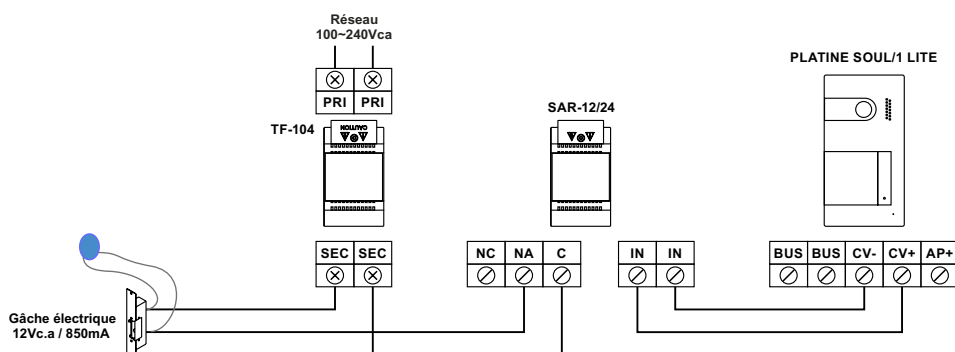 Réseau
100~240Vca
PLATINE SOUL/1 LITE
PRI PRI
SAR-12/24
TF-104
CAUTION
SEC SEC
NC NA C
IN IN
BUS BUS CV- CV+ AP+
Gâche électrique
12Vc.a / 850mA